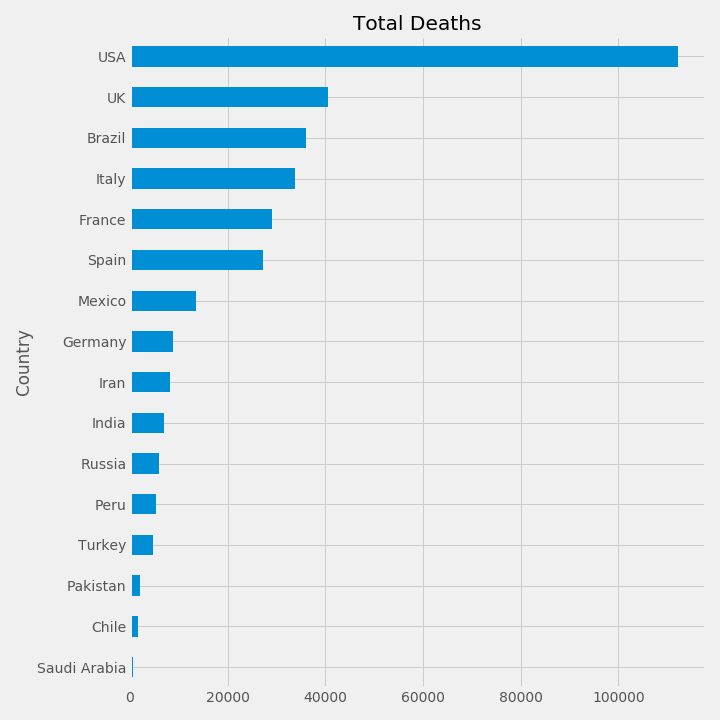 Total Deaths
USA
UK
Brazil
Italy
France
Spain
Mexico
Germany
Iran
India
Russia
Peru
Turkey
Pakistan
Chile
Saudi Arabia
Country
0 20000 40000 60000 80000 100000